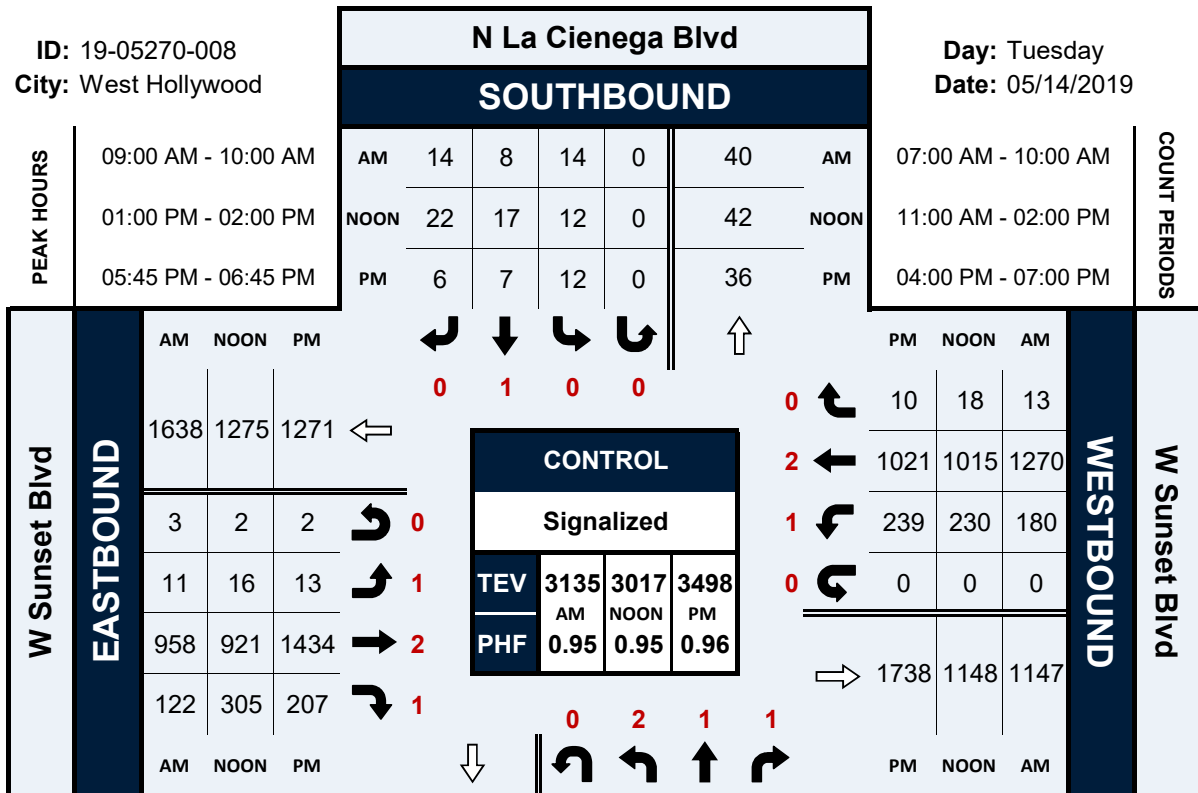 N La Cienega Blvd
ID: 19-05270-008
Day: Tuesday
City: West Hollywood
SOUTHBOUND
Date: 05/14/2019
PEAK HOURS
09:00 AM - 10:00 AM
AM 14 8 14 0 40 AM
07:00 AM - 10:00 AM
COUNT PERIODS
01:00 PM - 02:00 PM
NOON 22 17 12 0 42 NOON
11:00 AM - 02:00 PM
05:45 PM - 06:45 PM
PM 6 7 12 0 36 PM
04:00 PM - 07:00 PM
W Sunset Blvd
EASTBOUND
AM NOON PM
1638 1275 1271
3 2 2 0
11 16 13 1
958 921 1434 2
122 305 207 1
AM NOON PM
0 1 0 0
CONTROL
Signalized
TEV 3135 3017 3498
AM NOON PM
PHF 0.95 0.95 0.96
0 2 1 1
PM NOON AM
0 10 18 13
2 1021 1015 1270
1 239 230 180
0 0 0 0
1738 1148 1147
PM NOON AM
WESTBOUND
W Sunset Blvd